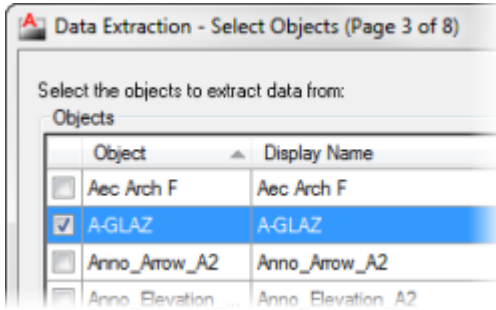 Data Extraction - Select Objects (Page 3 of 8)
Select the objects to extract data from:
Objects
Object Display Name
Aec Arch F Aec Arch F
A-GLAZ A-GLAZ
Anno_Arrow_A2 Anno_Arrow_A2
Anno_Elevation_... Anno_Elevation_A2